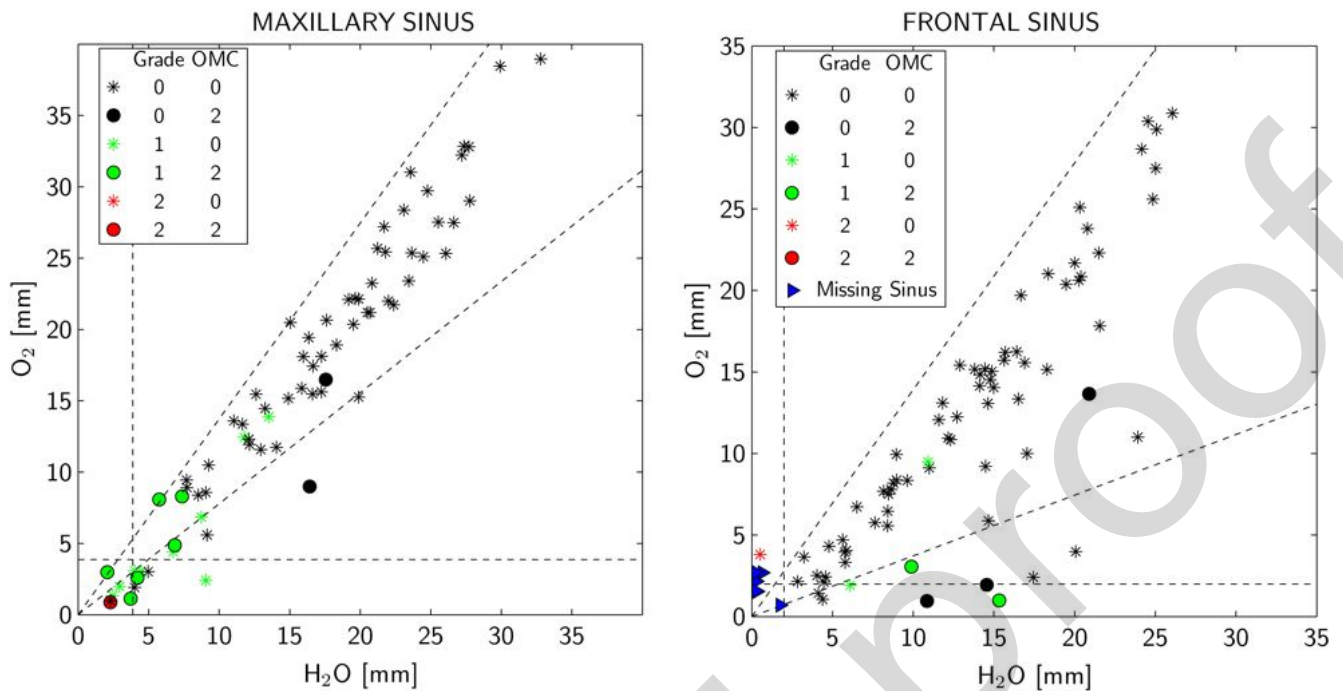 MAXILLARY SINUS
Grade OMC
0 0
0 2
1 0
1 2
2 0
2 2
35
30
25
20
15
10
5
0
O₂ [mm]
0 5 10 15 20 25 30 35
H₂O [mm]
FRONTAL SINUS
Grade OMC
0 0
0 2
1 0
1 2
2 0
2 2
Missing Sinus
35
30
25
20
15
10
5
0
O₂ [mm]
0 5 10 15 20 25 30 35
H₂O [mm]
proof